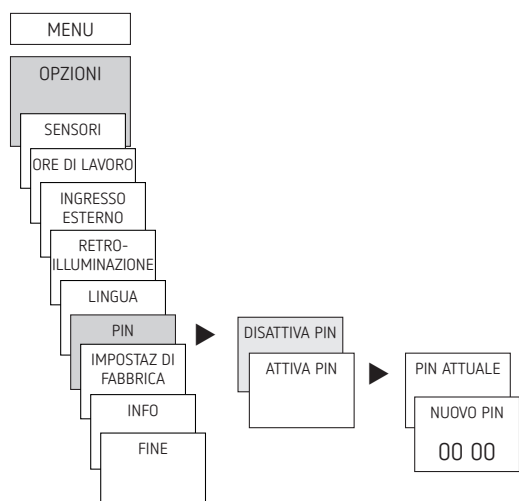 MENU
OPZIONI
SENSORI
ORE DI LAVORO
INGRESSO
ESTERNO
RETRO-
ILLUMINAZIONE
LINGUA
PIN
IMPOSTAZ DI
FABBRICA
INFO
FINE
DISATTIVA PIN
ATTIVA PIN
PIN ATTUALE
NUOVO PIN
00 00